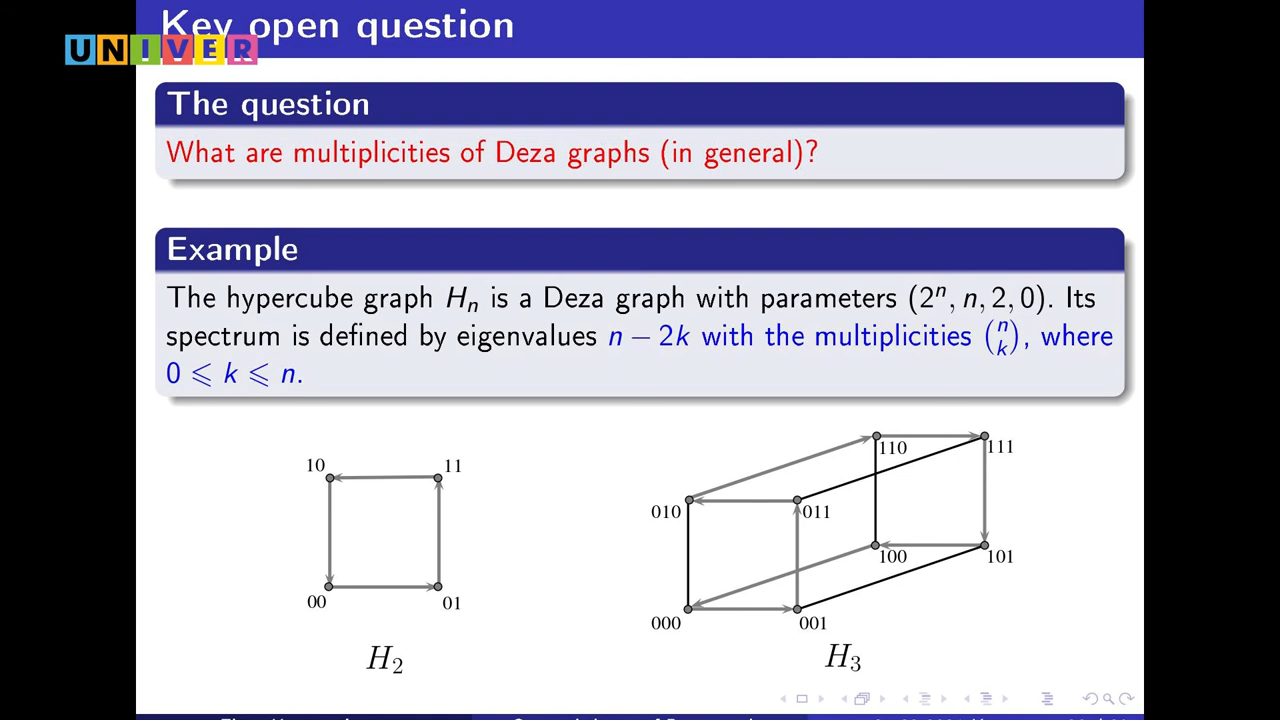 Key open question
UNIVER
The question
What are multiplicities of Deza graphs (in general)?
Example
The hypercube graph Hₙ is a Deza graph with parameters (2ⁿ, n, 2, 0). Its
spectrum is defined by eigenvalues n − 2k with the multiplicities (n k), where
0 ⩽ k ⩽ n.
10 11
00 01
H₂
110 111
010 011
100 101
000 001
H₃